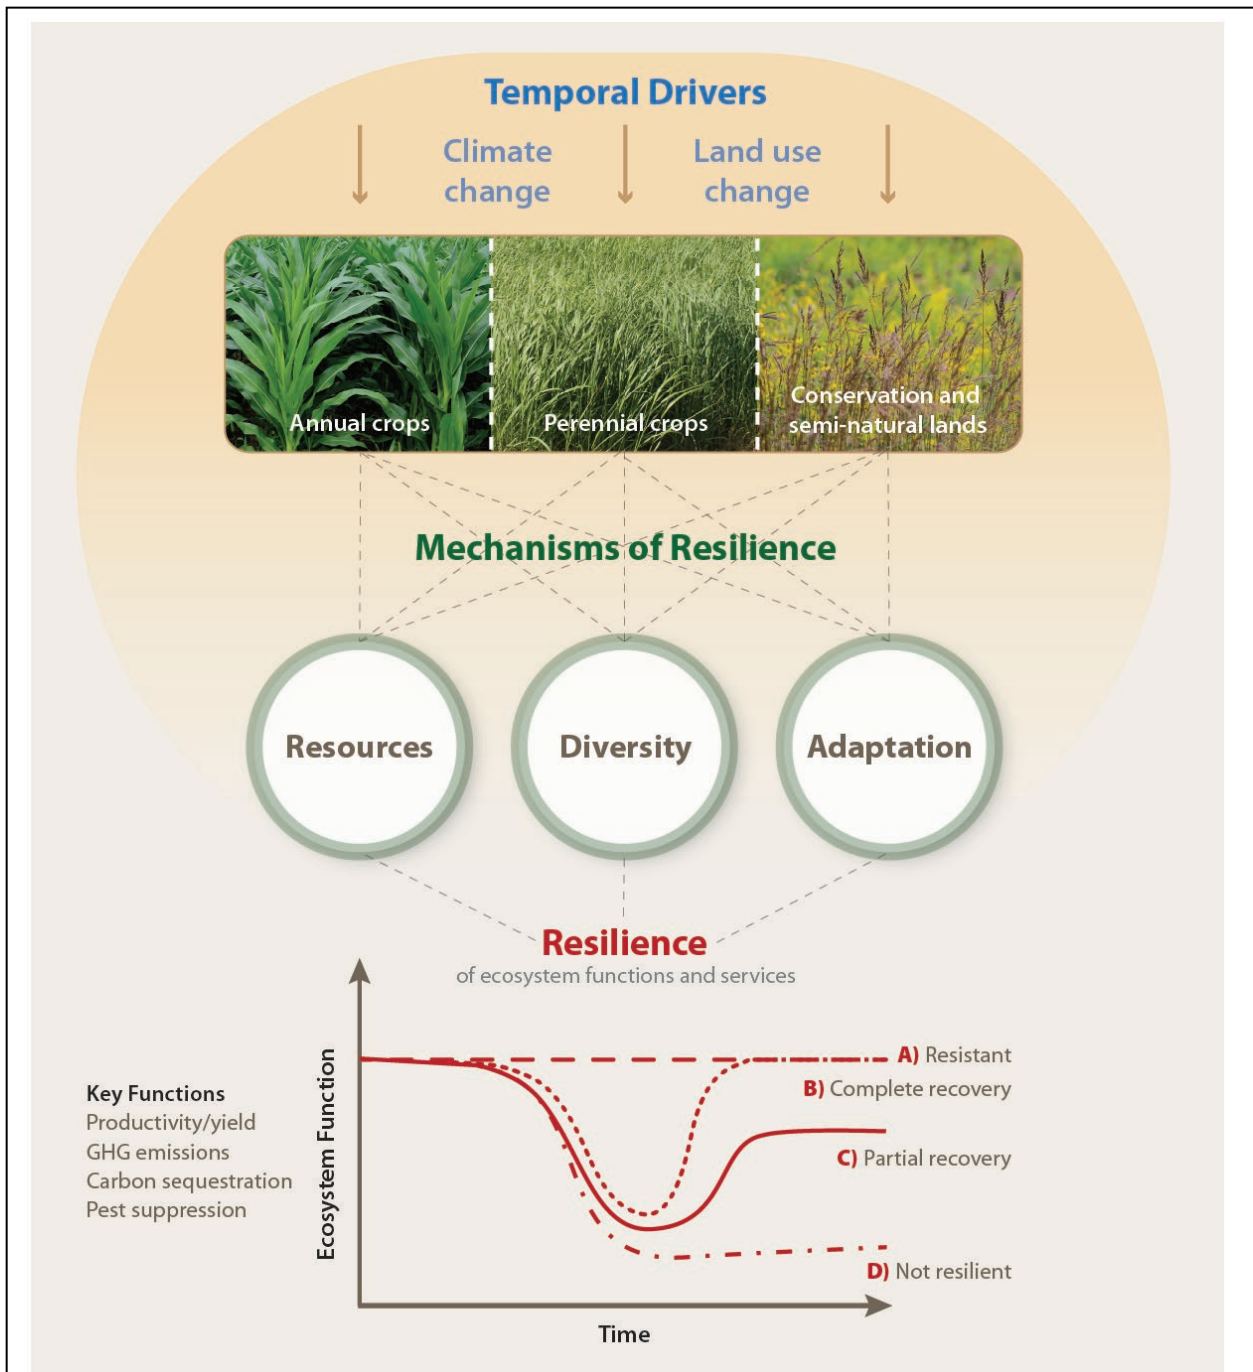 Temporal Drivers
Climate
change
Land use
change
Annual crops
Perennial crops
Conservation and
semi-natural lands
Mechanisms of Resilience
Resources
Diversity
Adaptation
Resilience
of ecosystem functions and services
Key Functions
Productivity/yield
GHG emissions
Carbon sequestration
Pest suppression
Ecosystem Function
A) Resistant
B) Complete recovery
C) Partial recovery
D) Not resilient
Time